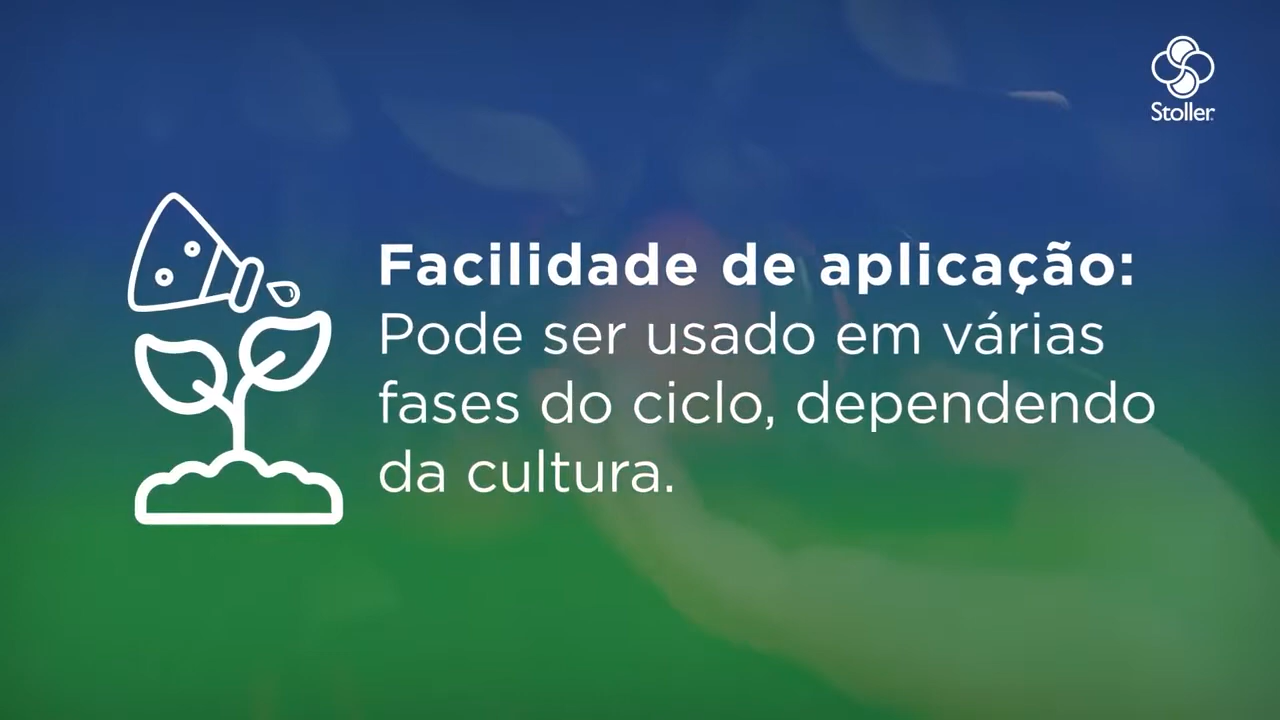 Stoller
Facilidade de aplicação:
Pode ser usado em várias
fases do ciclo, dependendo
da cultura.